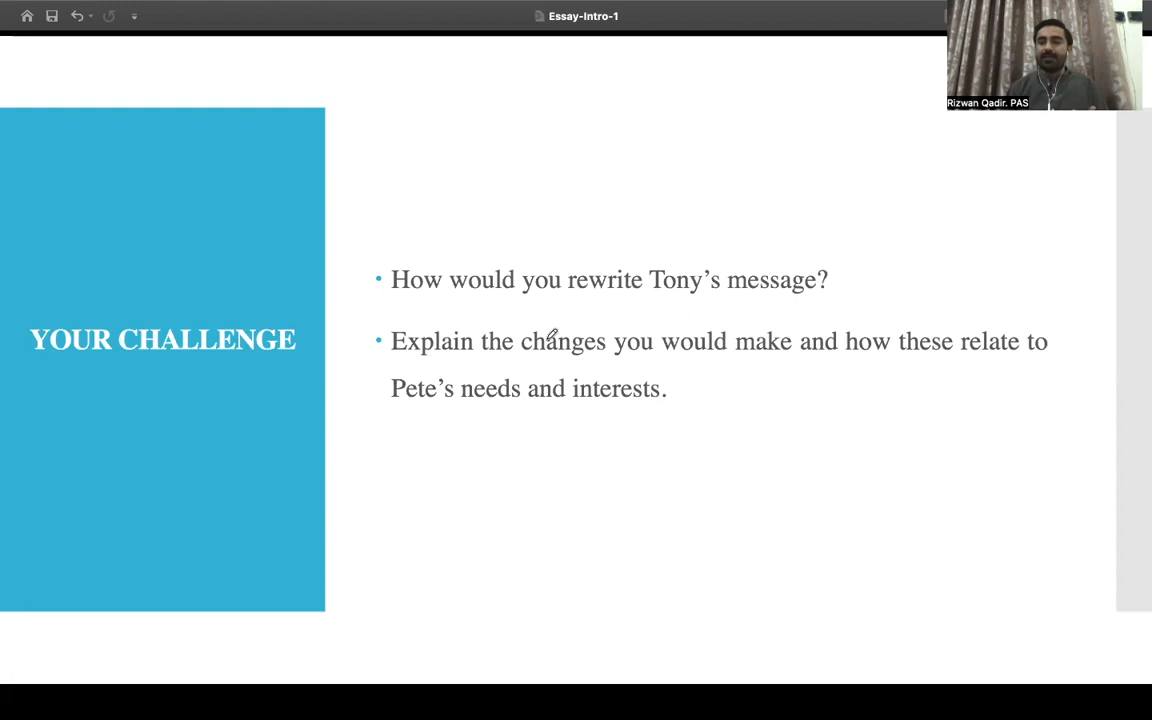 Essay-Intro-1
Rizwan Qadir. PAS
YOUR CHALLENGE
• How would you rewrite Tony’s message?
• Explain the changes you would make and how these relate to
Pete’s needs and interests.